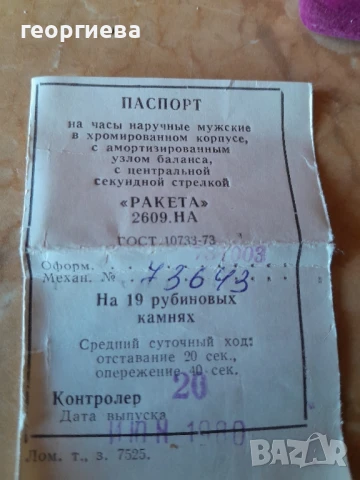 георгиева
ПАСПОРТ
на часы наручные мужские
в хромированном корпусе,
с амортизированным
узлом баланса,
с центральной
секундной стрелкой
«РАКЕТА»
2609.НА
ГОСТ 10733-73
Оформ.
Механ. № 73643
На 19 рубиновых
камнях
Средний суточный ход:
отставание 20 сек.,
опережение 40 сек.
20
Контролер
Дата выпуска
1980
Лом. т., з. 7525.
BAZAR